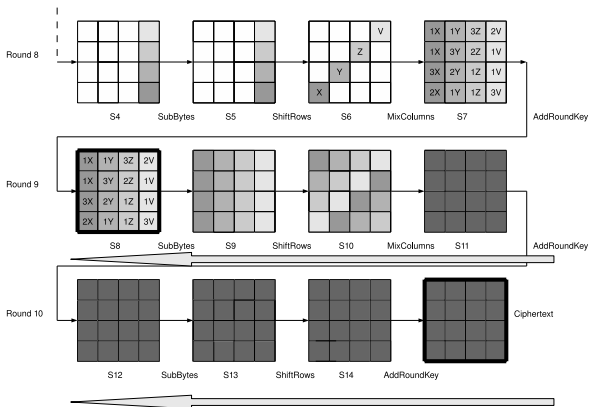 V
Z
Y
X
1X 1Y 3Z 2V
1X 3Y 2Z 1V
3X 2Y 1Z 1V
2X 1Y 1Z 3V
Round 8
S4 SubBytes S5 ShiftRows S6 MixColumns S7 AddRoundKey
1X 1Y 3Z 2V
1X 3Y 2Z 1V
3X 2Y 1Z 1V
2X 1Y 1Z 3V
Round 9
S8 SubBytes S9 ShiftRows S10 MixColumns S11 AddRoundKey
Round 10
Ciphertext
S12 SubBytes S13 ShiftRows S14 AddRoundKey